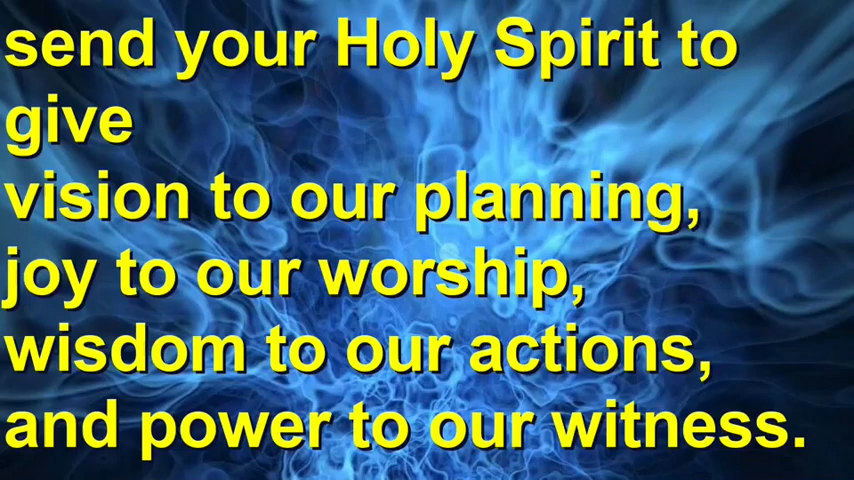 send your Holy Spirit to
give
vision to our planning,
joy to our worship,
wisdom to our actions,
and power to our witness.